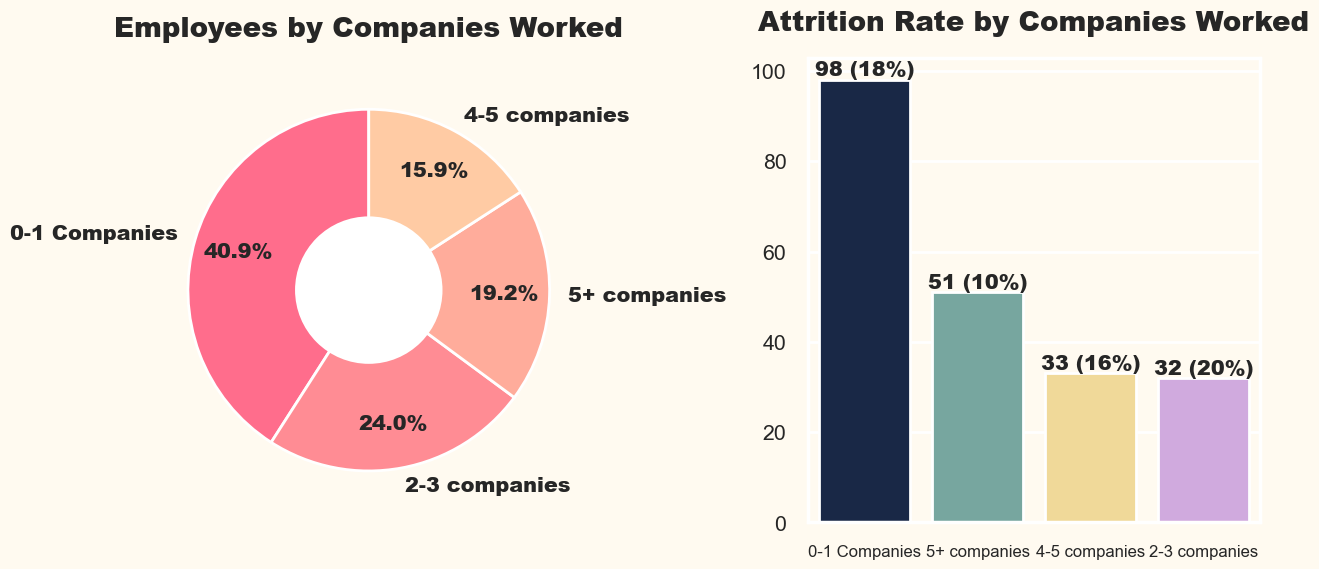 Employees by Companies Worked
4-5 companies
15.9%
0-1 Companies
40.9%
19.2%
5+ companies
24.0%
2-3 companies
Attrition Rate by Companies Worked
100
80
60
40
20
0
98 (18%)
51 (10%)
33 (16%)
32 (20%)
0-1 Companies
5+ companies
4-5 companies
2-3 companies